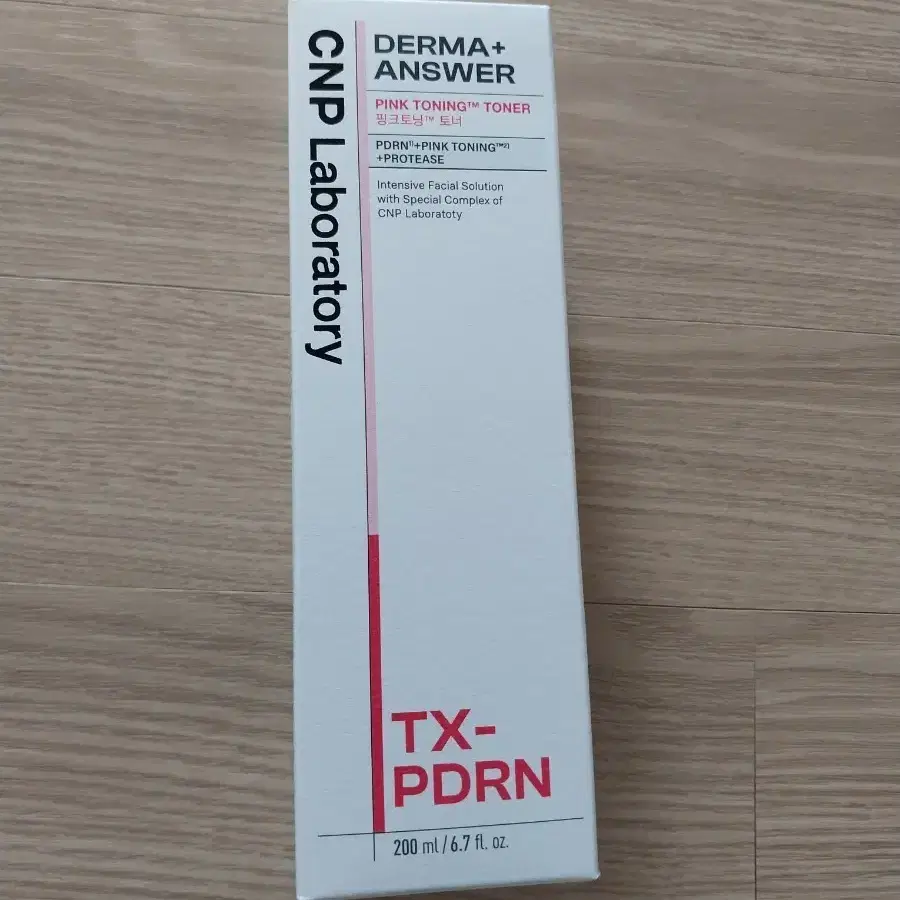 CNP Laboratory
DERMA+
ANSWER
PINK TONING™ TONER
핑크토닝™ 토너
PDRN¹⁾+PINK TONING™²⁾
+PROTEASE
Intensive Facial Solution
with Special Complex of
CNP Laboratoty
TX-
PDRN
200 ml / 6.7 fl. oz.